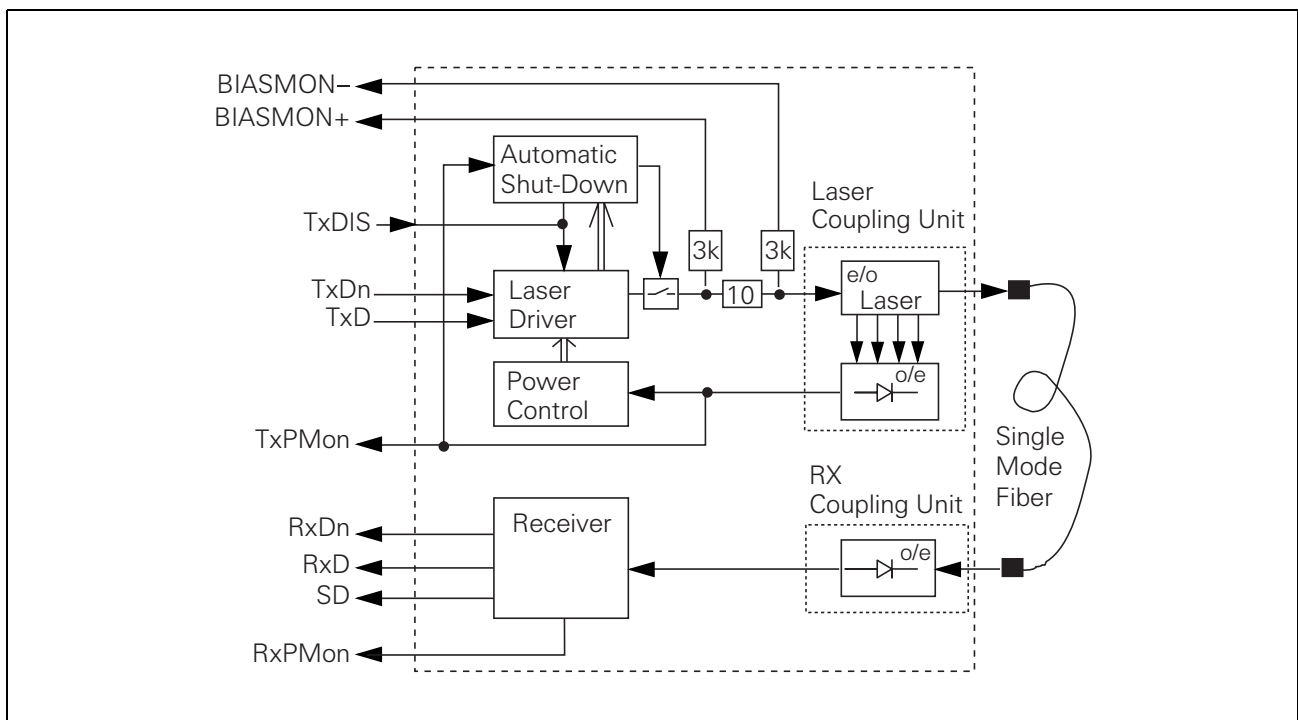 BIASMON–
BIASMON+
Automatic
Shut-Down
TxDIS
3k
3k
Laser
Coupling Unit
e/o
Laser
TxDn
TxD
Laser
Driver
10
o/e
Power
Control
TxPMon
Single
Mode
Fiber
RX
Coupling Unit
RxDn
RxD
SD
Receiver
o/e
RxPMon